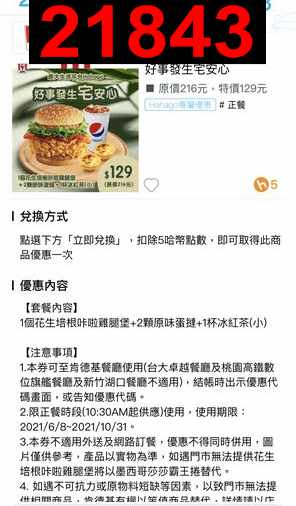 21843
好事發生宅安心
■ 原價216元，特價129元
Hahago專屬優惠 # 正餐
好事發生宅安心
$129
1個花生培根咔啦雞腿堡
+2顆原味蛋撻+1杯冰紅茶(小)
(原價216元)
5
兌換方式
點選下方「立即兌換」，扣除5哈幣點數，即可取得此商
品優惠一次
優惠內容
【套餐內容】
1個花生培根咔啦雞腿堡+2顆原味蛋撻+1杯冰紅茶(小)
【注意事項】
1.本券可至肯德基餐廳使用(台大卓越餐廳及桃園高鐵數
位旗艦餐廳及新竹湖口餐廳不適用)，結帳時出示優惠代
碼畫面，或告知優惠代碼。
2.限正餐時段(10:30AM起供應)使用，使用期限：
2021/6/8~2021/10/31。
3.本券不適用外送及網路訂餐，優惠不得同時併用，圖
片僅供參考，產品以實物為準，如遇門市無法提供花生
培根咔啦雞腿堡將以墨西哥莎莎霸王捲替代。
4. 如遇不可抗力或原物料短缺等因素，以致門市無法提
供相關商品，肯德基有權以等值商品替代，詳情請以店